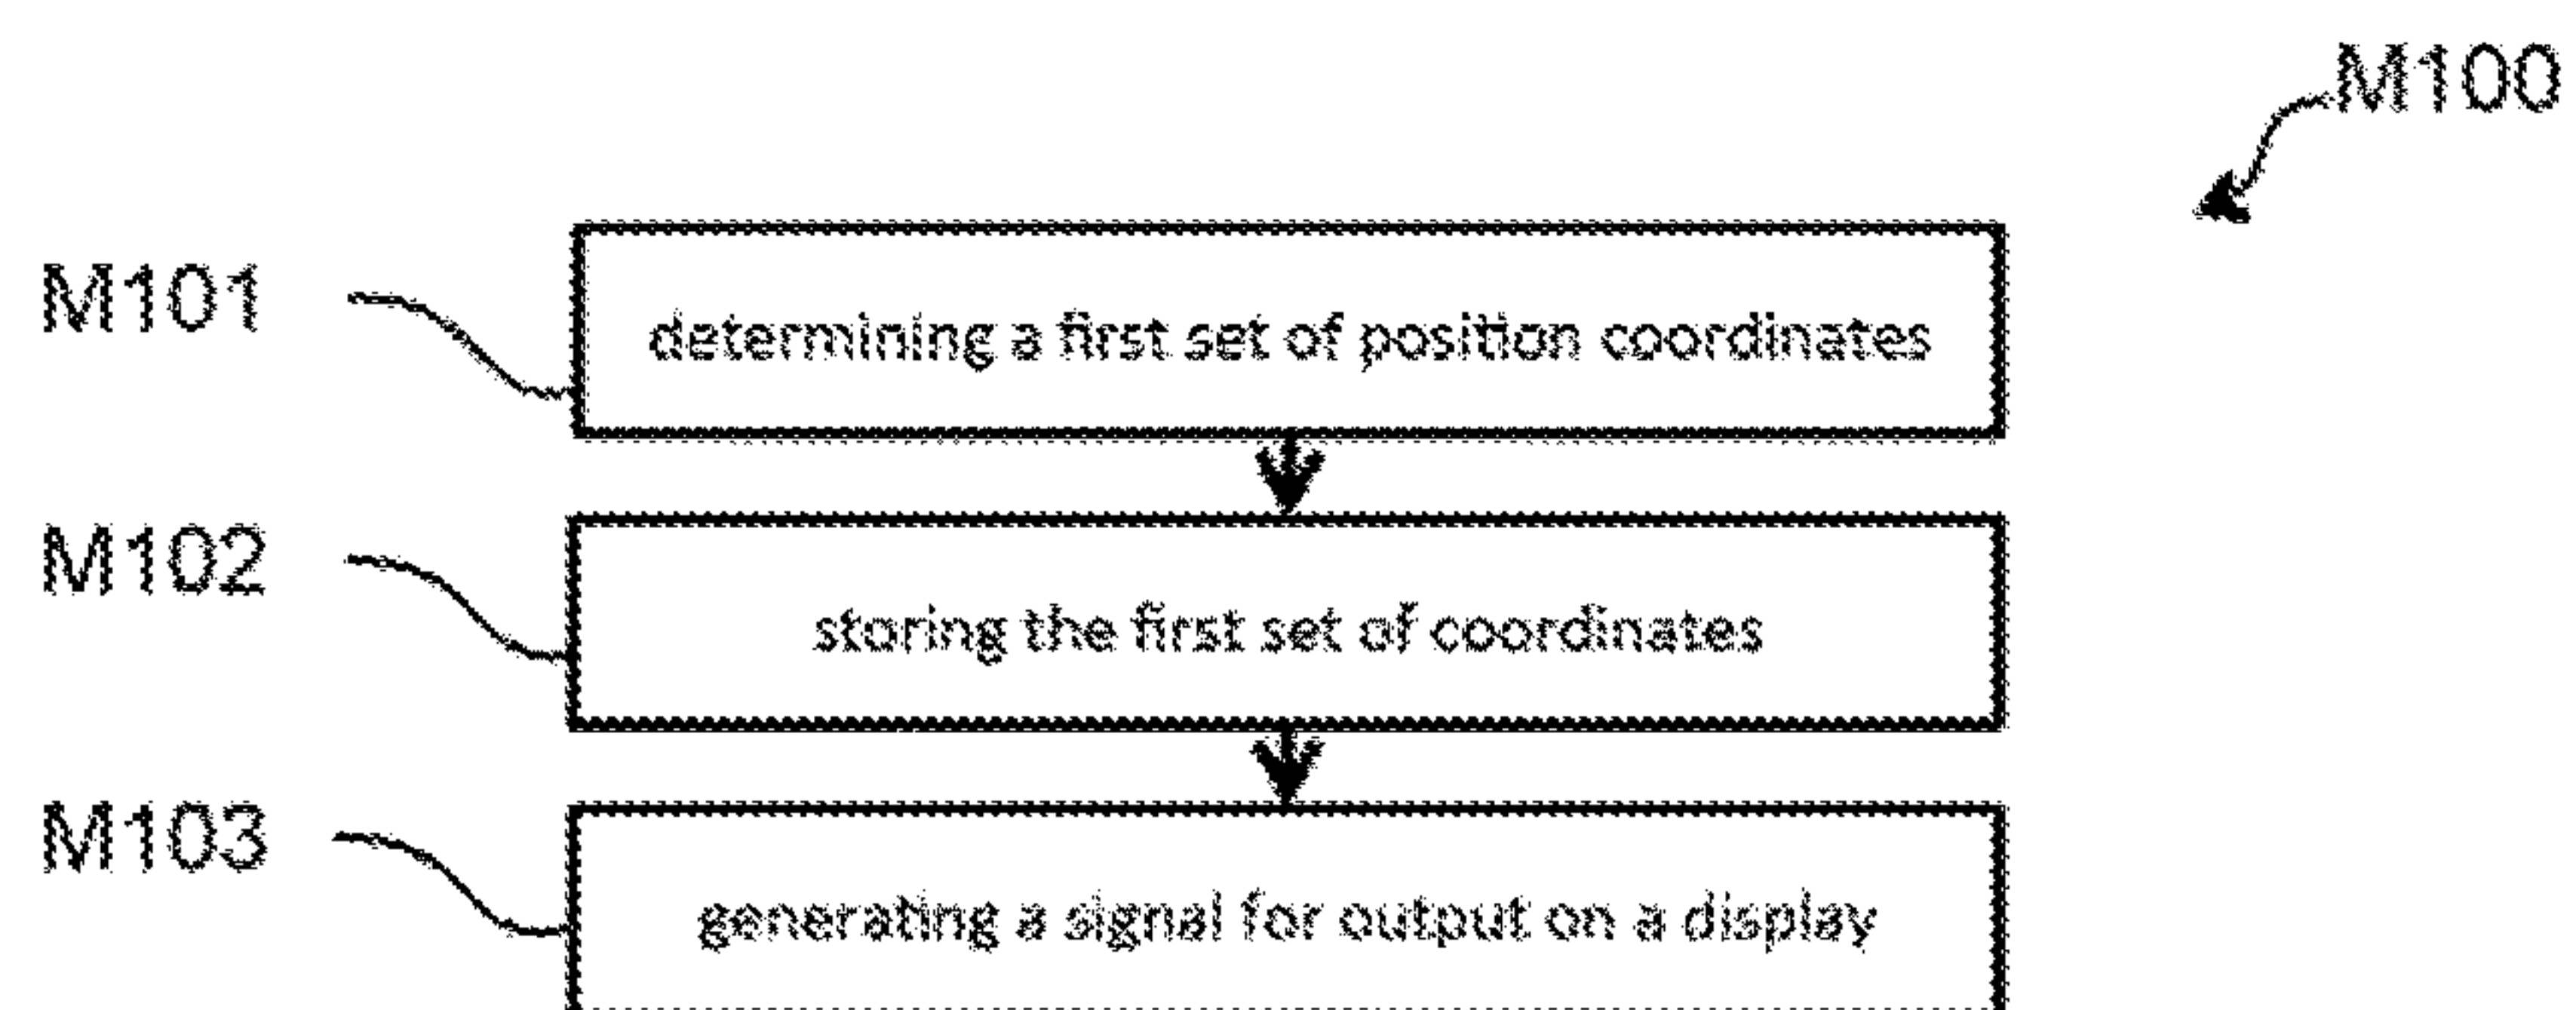 M100
M101
determining a first set of position coordinates
M102
storing the first set of coordinates
M103
generating a signal for output on a display